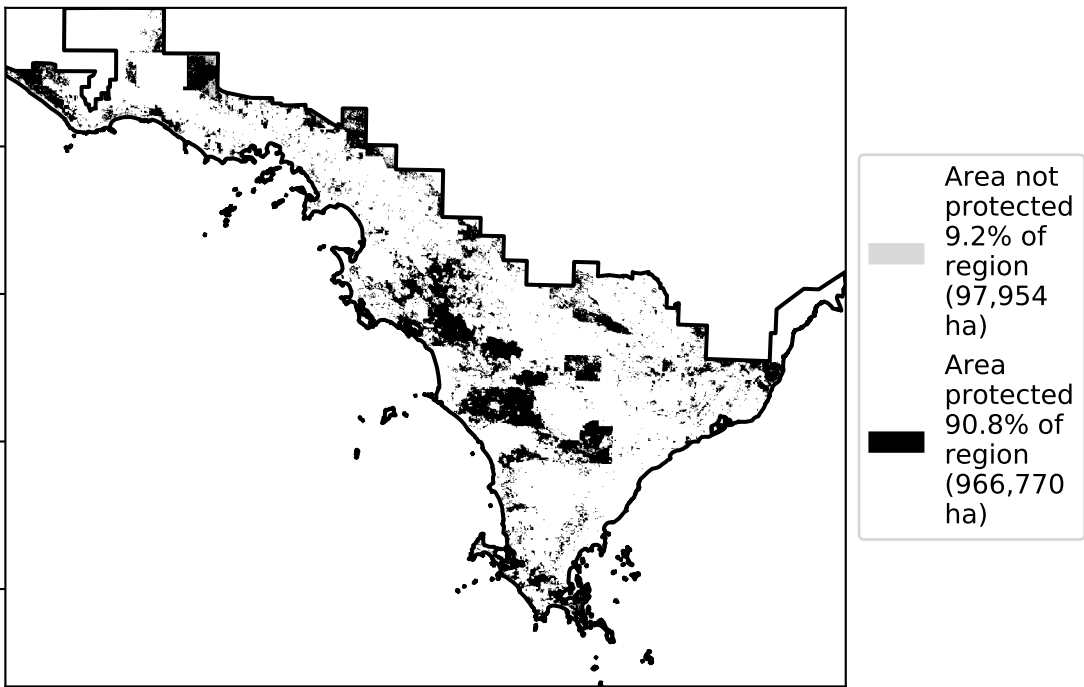 Area not
protected
9.2% of
region
(97,954
ha)
Area
protected
90.8% of
region
(966,770
ha)